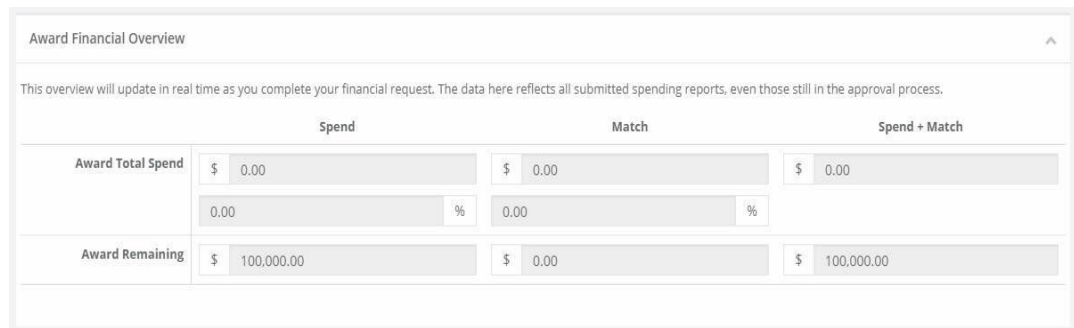 Award Financial Overview
This overview will update in real time as you complete your financial request. The data here reflects all submitted spending reports, even those still in the approval process.
Spend Match Spend + Match
Award Total Spend $ 0.00 $ 0.00 $ 0.00
0.00 % 0.00 %
Award Remaining $ 100,000.00 $ 0.00 $ 100,000.00